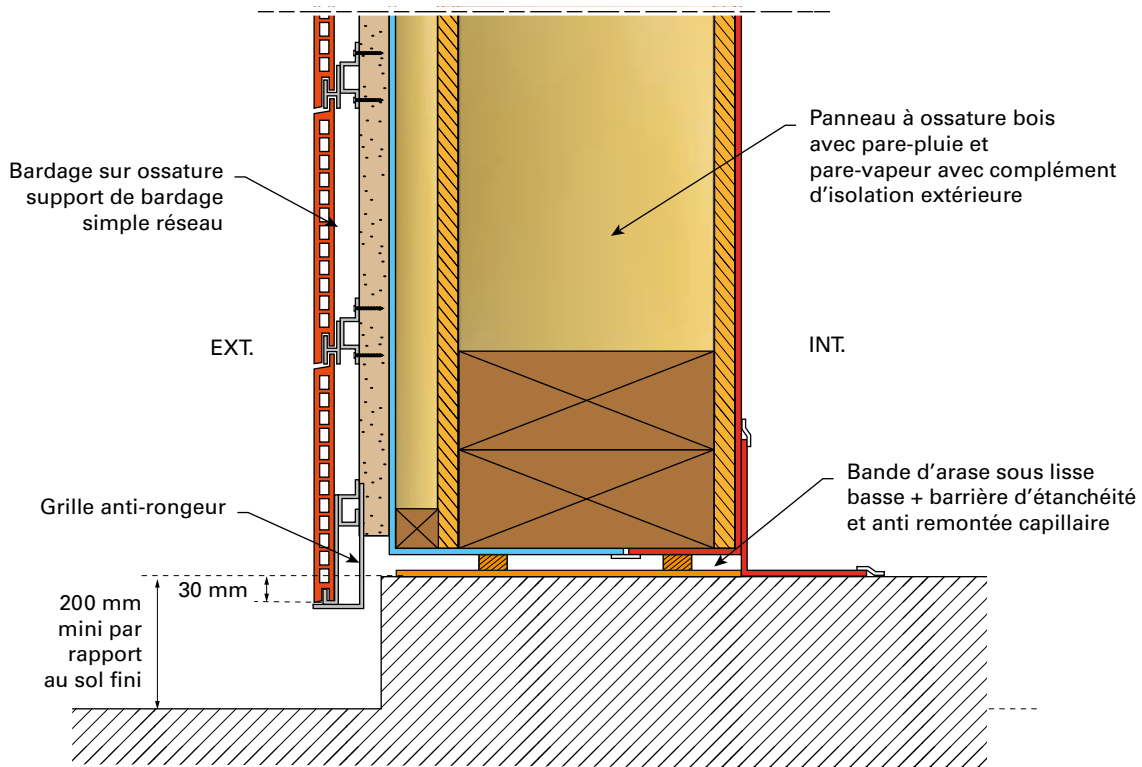 Panneau à ossature bois
avec pare-pluie et
pare-vapeur avec complément
d’isolation extérieure
Bardage sur ossature
support de bardage
simple réseau
EXT.
INT.
Bande d’arase sous lisse
basse + barrière d’étanchéité
et anti remontée capillaire
Grille anti-rongeur
30 mm
200 mm
mini par
rapport
au sol fini